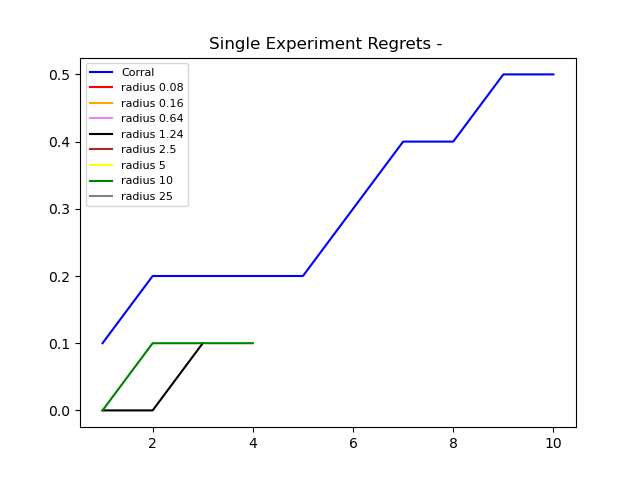 Single Experiment Regrets -
0.5
0.4
0.3
0.2
0.1
0.0
Corral
radius 0.08
radius 0.16
radius 0.64
radius 1.24
radius 2.5
radius 5
radius 10
radius 25
2 4 6 8 10